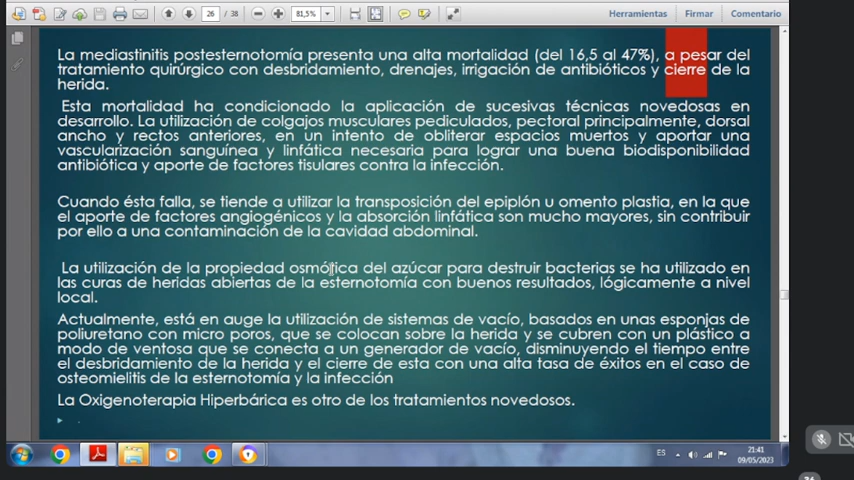 26 / 38
81,5%
Herramientas
Firmar
Comentario
La mediastinitis postesternotomía presenta una alta mortalidad (del 16,5 al 47%), a pesar del
tratamiento quirúrgico con desbridamiento, drenajes, irrigación de antibióticos y cierre de la
herida.
Esta mortalidad ha condicionado la aplicación de sucesivas técnicas novedosas en
desarrollo. La utilización de colgajos musculares pediculados, pectoral principalmente, dorsal
ancho y rectos anteriores, en un intento de obliterar espacios muertos y aportar una
vascularización sanguínea y linfática necesaria para lograr una buena biodisponibilidad
antibiótica y aporte de factores tisulares contra la infección.
Cuando ésta falla, se tiende a utilizar la transposición del epiplón u omento plastia, en la que
el aporte de factores angiogénicos y la absorción linfática son mucho mayores, sin contribuir
por ello a una contaminación de la cavidad abdominal.
La utilización de la propiedad osmótica del azúcar para destruir bacterias se ha utilizado en
las curas de heridas abiertas de la esternotomía con buenos resultados, lógicamente a nivel
local.
Actualmente, está en auge la utilización de sistemas de vacío, basados en unas esponjas de
poliuretano con micro poros, que se colocan sobre la herida y se cubren con un plástico a
modo de ventosa que se conecta a un generador de vacío, disminuyendo el tiempo entre
el desbridamiento de la herida y el cierre de esta con una alta tasa de éxitos en el caso de
osteomielitis de la esternotomía y la infección
La Oxigenoterapia Hiperbárica es otro de los tratamientos novedosos.
ES
21:41
09/05/2023